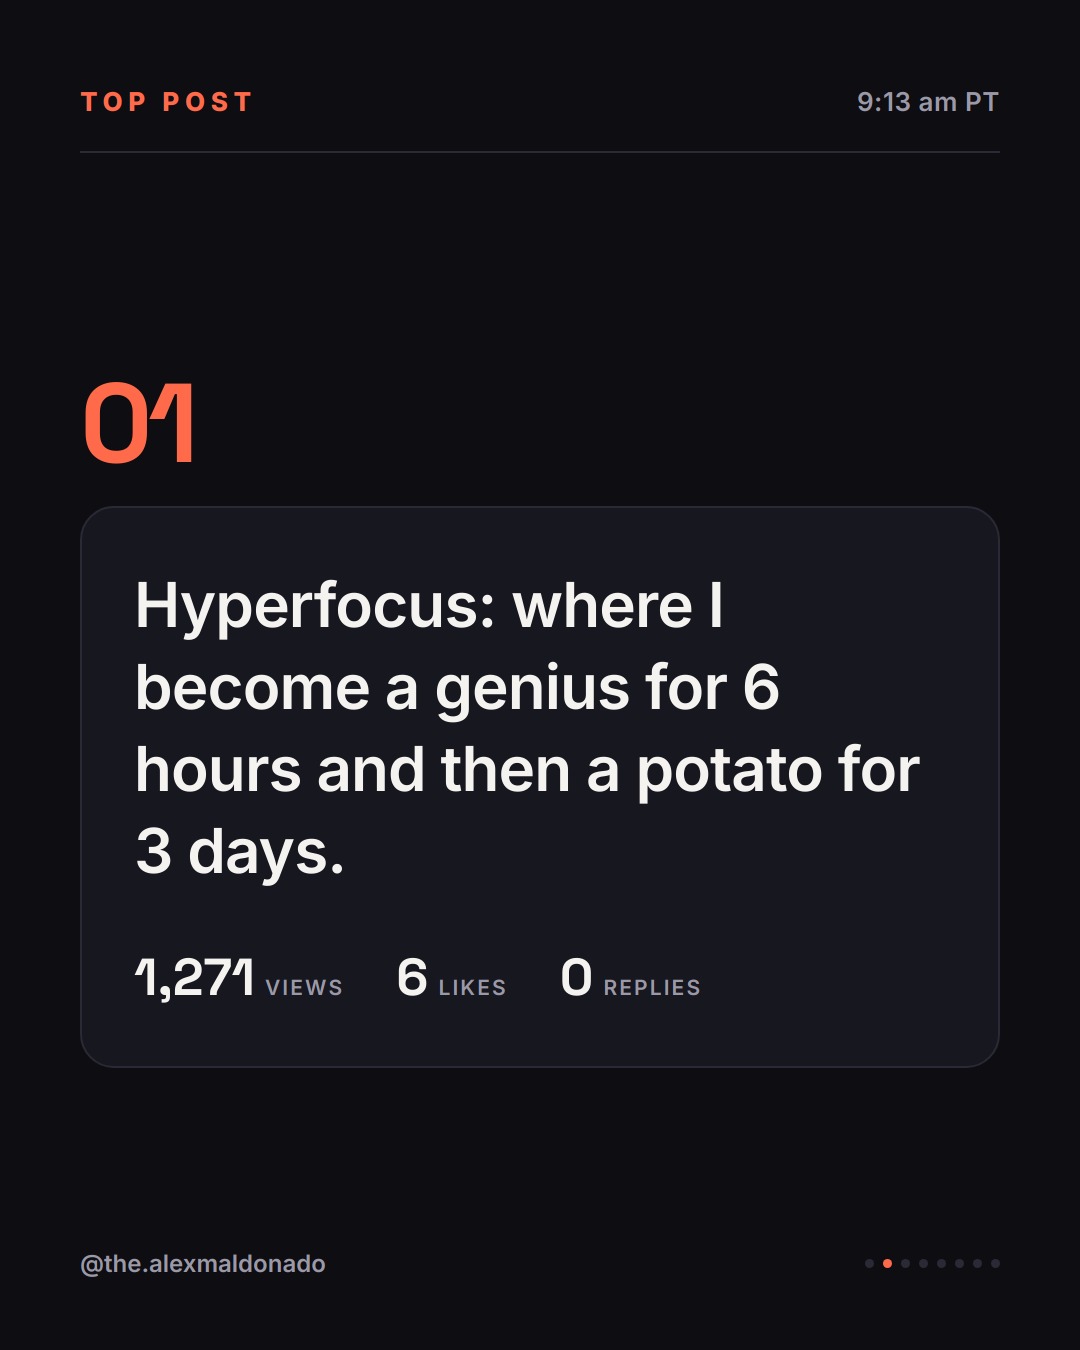 TOP POST
9:13 am PT
01
Hyperfocus: where I
become a genius for 6
hours and then a potato for
3 days.
1,271 VIEWS 6 LIKES 0 REPLIES
@the.alexmaldonado